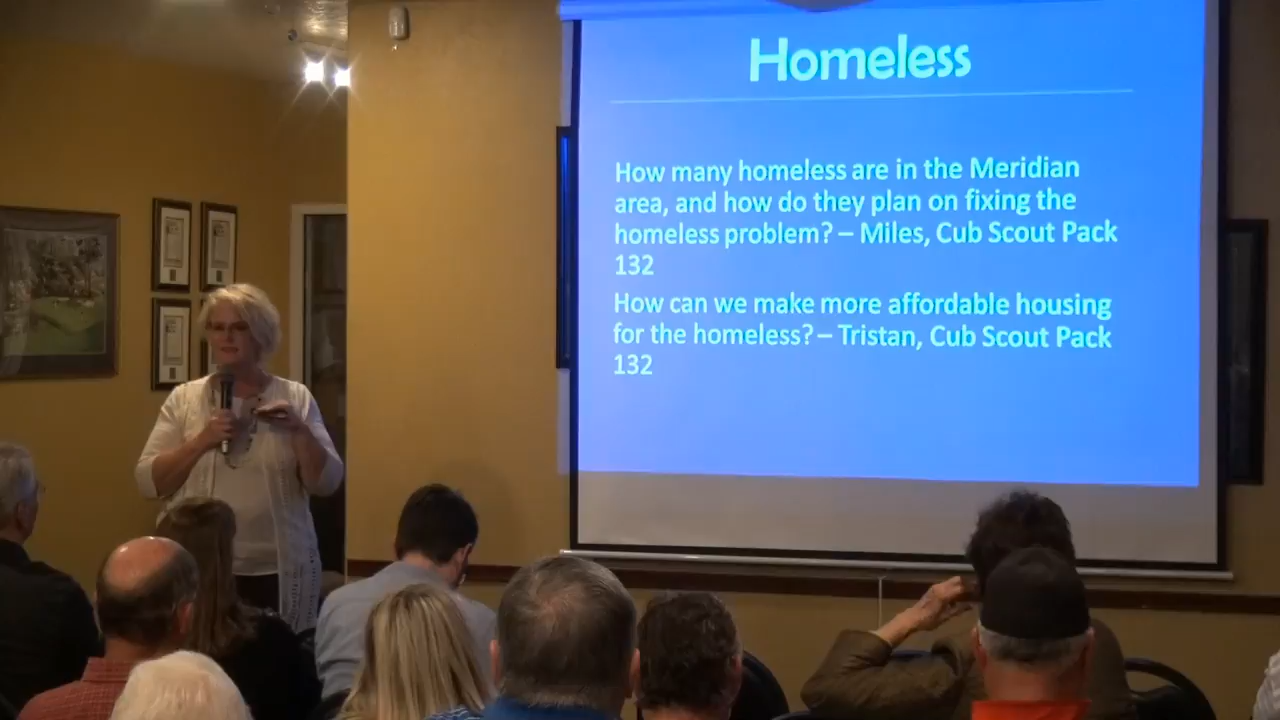 Homeless
How many homeless are in the Meridian
area, and how do they plan on fixing the
homeless problem? – Miles, Cub Scout Pack
132
How can we make more affordable housing
for the homeless? – Tristan, Cub Scout Pack
132